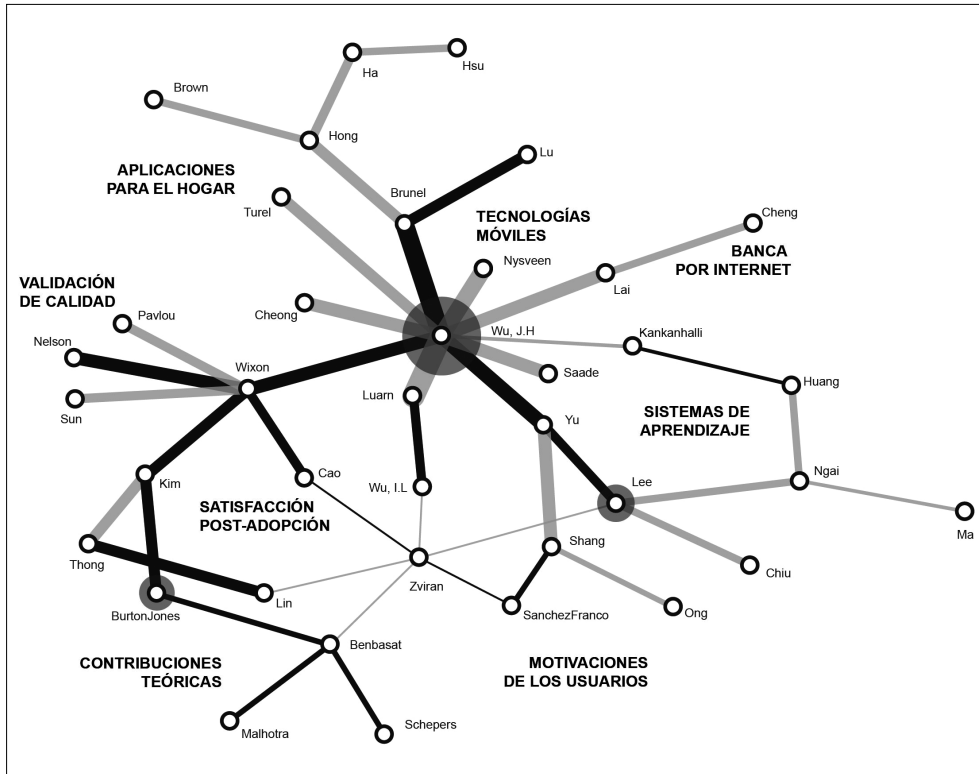 Ha
Hsu
Brown
Hong
Lu
APLICACIONES
PARA EL HOGAR
Brunel
Turel
TECNOLOGÍAS
MÓVILES
Cheng
BANCA
POR INTERNET
Nysveen
Lai
VALIDACIÓN
DE CALIDAD
Cheong
Pavlou
Wu, J.H
Kankanhalli
Nelson
Wixon
Saade
Luarn
Huang
Sun
SISTEMAS DE
APRENDIZAJE
Yu
Kim
Cao
Wu, I.L
Lee
Ngai
SATISFACCIÓN
POST-ADOPCIÓN
Ma
Thong
Shang
Zviran
Chiu
Lin
BurtonJones
SanchezFranco
Ong
Benbasat
CONTRIBUCIONES
TEÓRICAS
MOTIVACIONES
DE LOS USUARIOS
Malhotra
Schepers